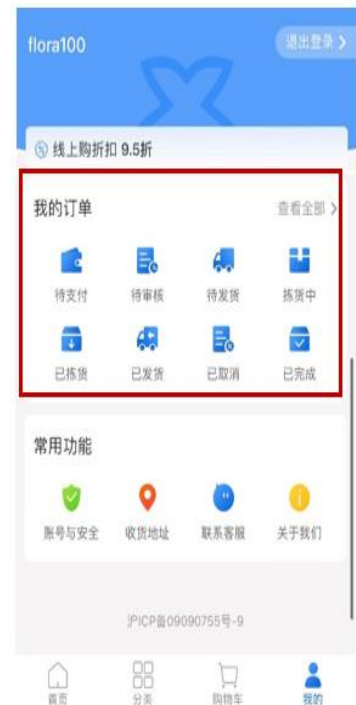 flora100
退出登录
线上购折扣 9.5折
我的订单
查看全部
待支付 待审核 待发货 拣货中
已拣货 已发货 已取消 已完成
常用功能
账号与安全 收货地址 联系客服 关于我们
沪ICP备09090755号-9
首页 分类 购物车 我的